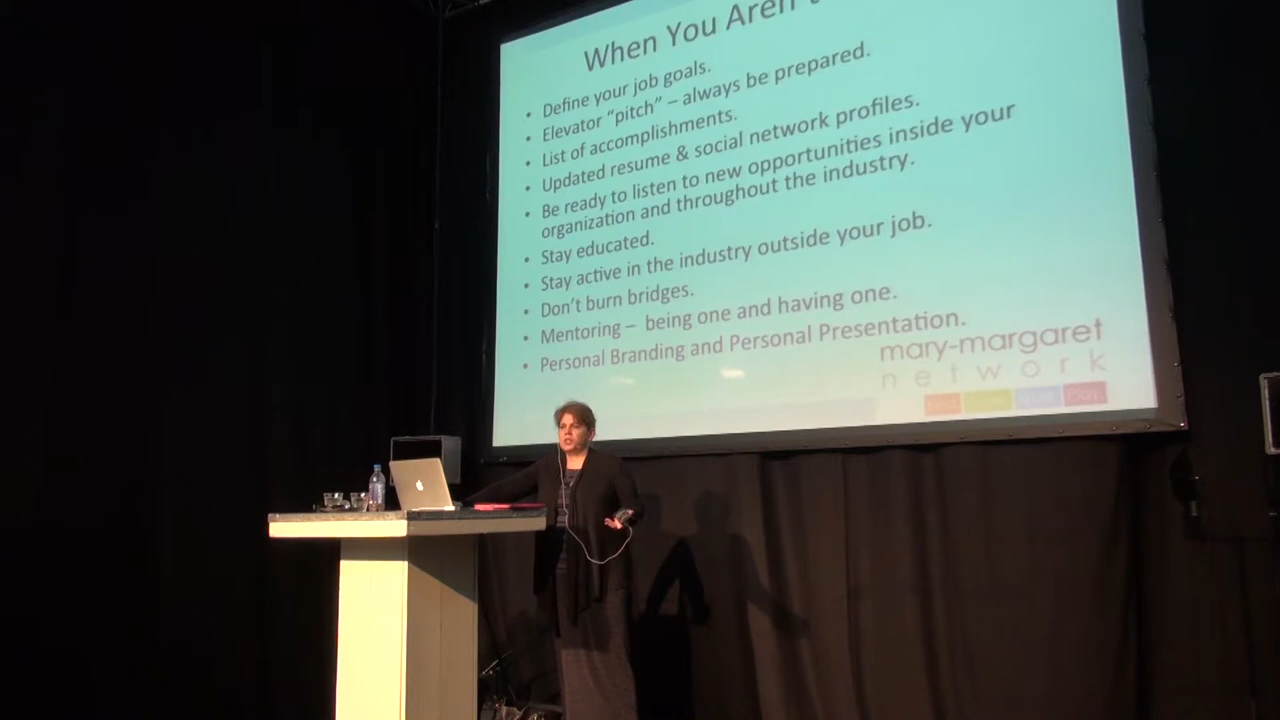 When You Aren't
• Define your job goals.
• Elevator “pitch” – always be prepared.
• List of accomplishments.
• Updated resume & social network profiles.
• Be ready to listen to new opportunities inside your
organization and throughout the industry.
• Stay educated.
• Stay active in the industry outside your job.
• Don’t burn bridges.
• Mentoring – being one and having one.
• Personal Branding and Personal Presentation.
mary-margaret
network